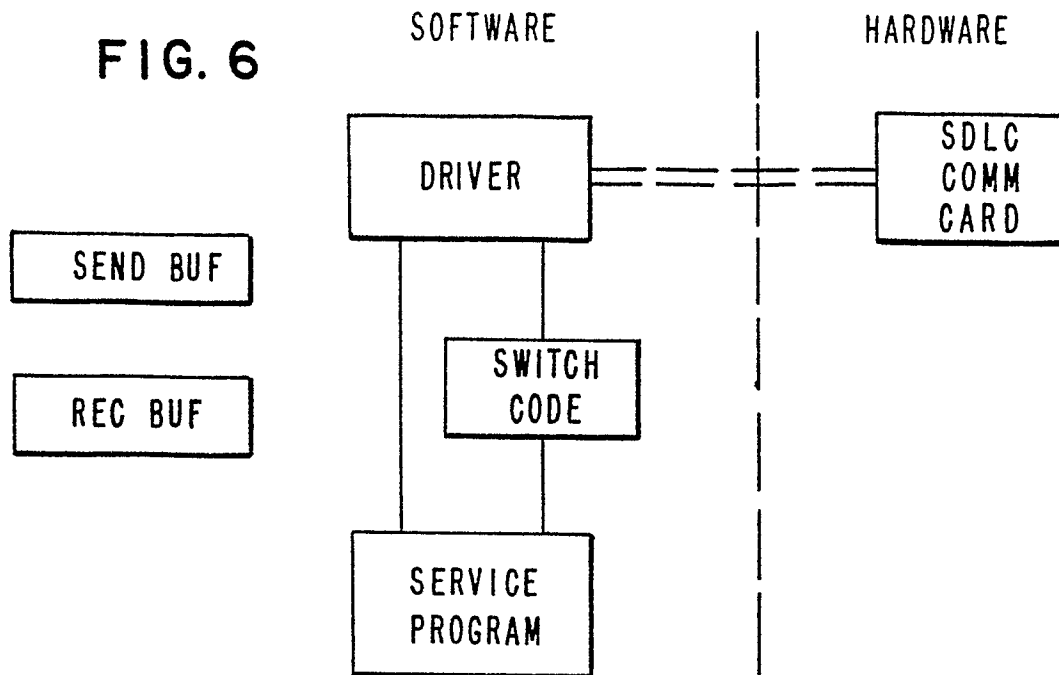 FIG. 6
SOFTWARE
HARDWARE
DRIVER
SDLC
COMM
CARD
SEND BUF
REC BUF
SWITCH
CODE
SERVICE
PROGRAM